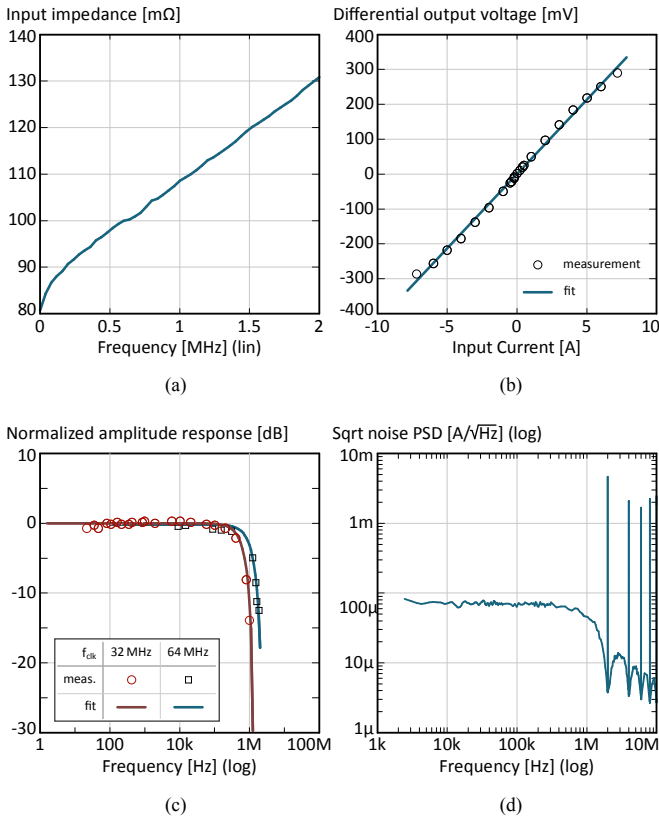 Input impedance [mΩ]
140
130
120
110
100
90
80
0
0.5
1
1.5
2
Frequency [MHz] (lin)
(a)
Differential output voltage [mV]
400
300
200
100
0
-100
-200
-300
-400
measurement
fit
-10
-5
0
5
10
Input Current [A]
(b)
Normalized amplitude response [dB]
10
0
-10
-20
-30
fclk 32 MHz 64 MHz
meas.
fit
1
100
10k
1M
100M
Frequency [Hz] (log)
(c)
Sqrt noise PSD [A/√Hz] (log)
10m
1m
100µ
10µ
1µ
1k
10k
100k
1M
10M
Frequency [Hz] (log)
(d)